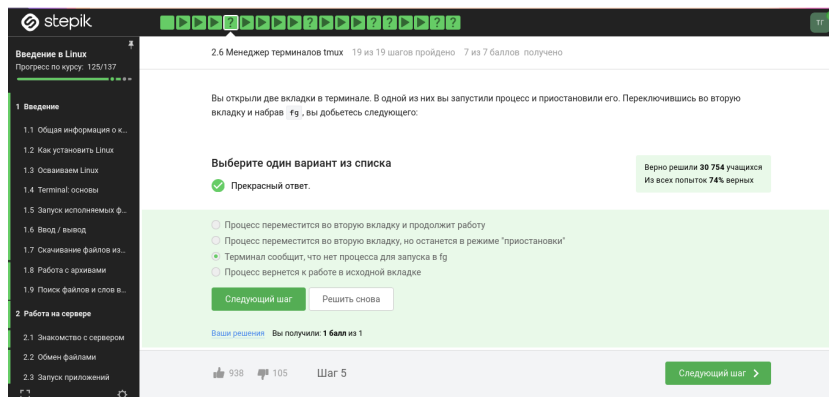 stepik
ТГ
Введение в Linux
Прогресс по курсу: 125/137
2.6 Менеджер терминалов tmux 19 из 19 шагов пройдено 7 из 7 баллов получено
1 Введение
1.1 Общая информация о к...
1.2 Как установить Linux
1.3 Осваиваем Linux
1.4 Terminal: основы
1.5 Запуск исполняемых ф...
1.6 Ввод / вывод
1.7 Скачивание файлов из...
1.8 Работа с архивами
1.9 Поиск файлов и слов в...
2 Работа на сервере
2.1 Знакомство с сервером
2.2 Обмен файлами
2.3 Запуск приложений
Вы открыли две вкладки в терминале. В одной из них вы запустили процесс и приостановили его. Переключившись во вторую
вкладку и набрав fg, вы добьетесь следующего:
Выберите один вариант из списка
Прекрасный ответ.
Верно решили 30 754 учащихся
Из всех попыток 74% верных
Процесс переместится во вторую вкладку и продолжит работу
Процесс переместится во вторую вкладку, но останется в режиме "приостановки"
Терминал сообщит, что нет процесса для запуска в fg
Процесс вернется к работе в исходной вкладке
Следующий шаг Решить снова
Ваши решения Вы получили: 1 балл из 1
938 105 Шаг 5 Следующий шаг